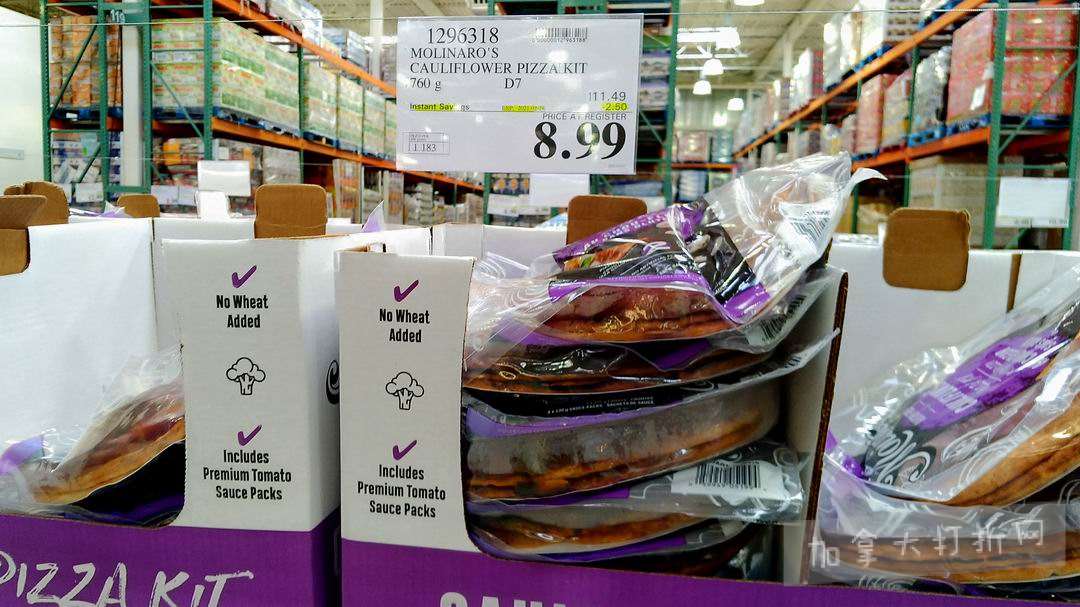 119
1296318
MOLINARO'S
CAULIFLOWER PIZZA KIT
760 g D7
111.49
Instant Savings
-2.50
PRICE AT REGISTER
8.99
1.183
No Wheat
Added
Includes
Premium Tomato
Sauce Packs
No Wheat
Added
Includes
Premium Tomato
Sauce Packs
PIZZA KIT
加拿大打折网